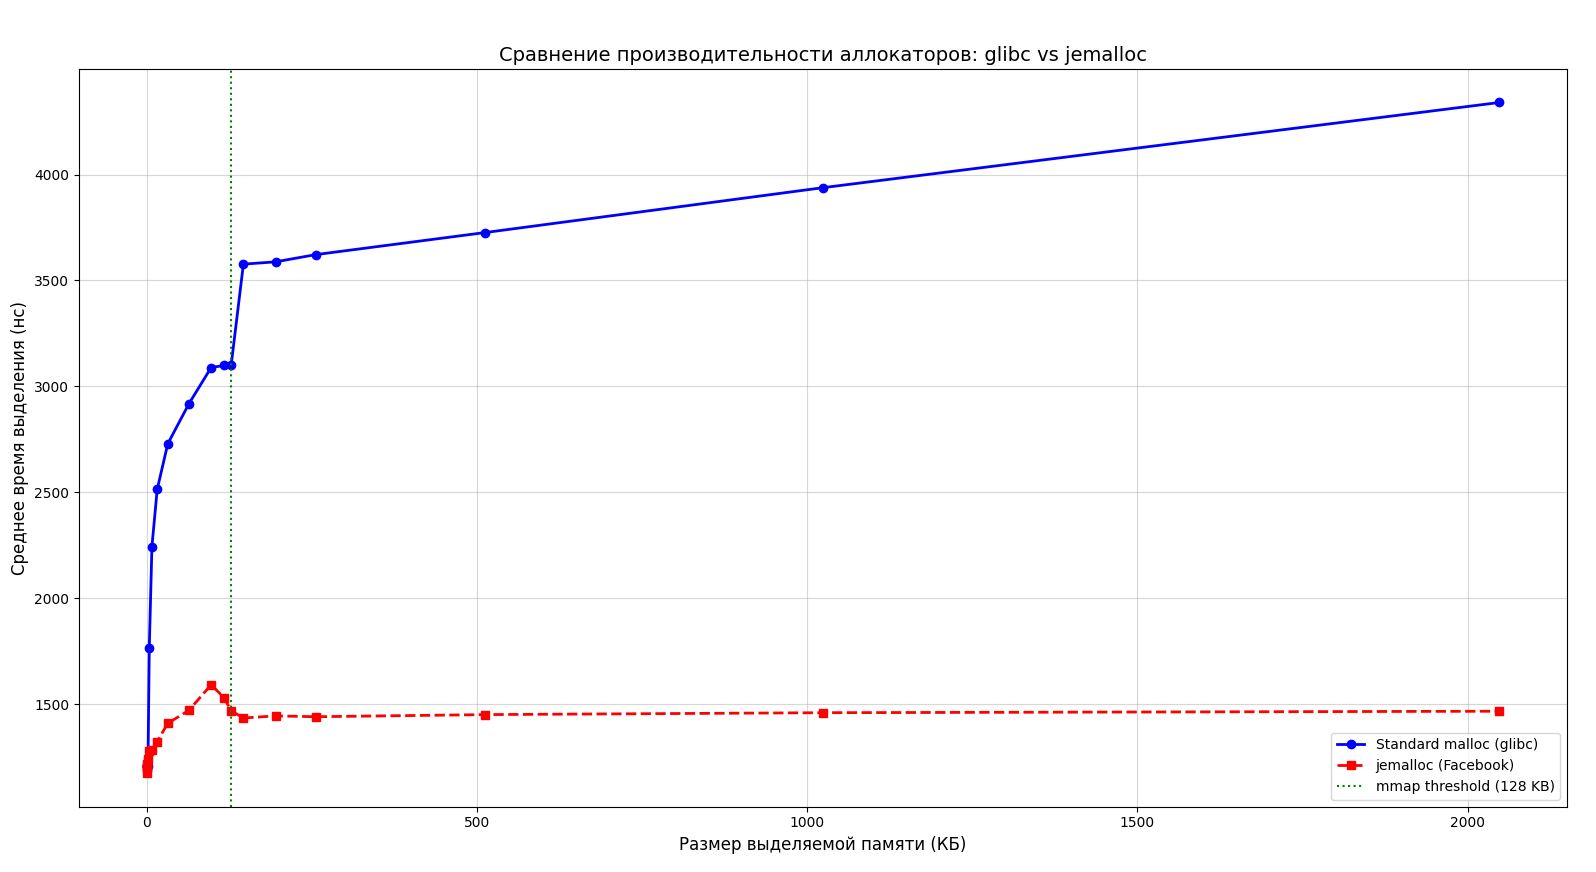 Сравнение производительности аллокаторов: glibc vs jemalloc
Среднее время выделения (нс)
4000
3500
3000
2500
2000
1500
0
500
1000
1500
2000
Размер выделяемой памяти (КБ)
Standard malloc (glibc)
jemalloc (Facebook)
mmap threshold (128 KB)